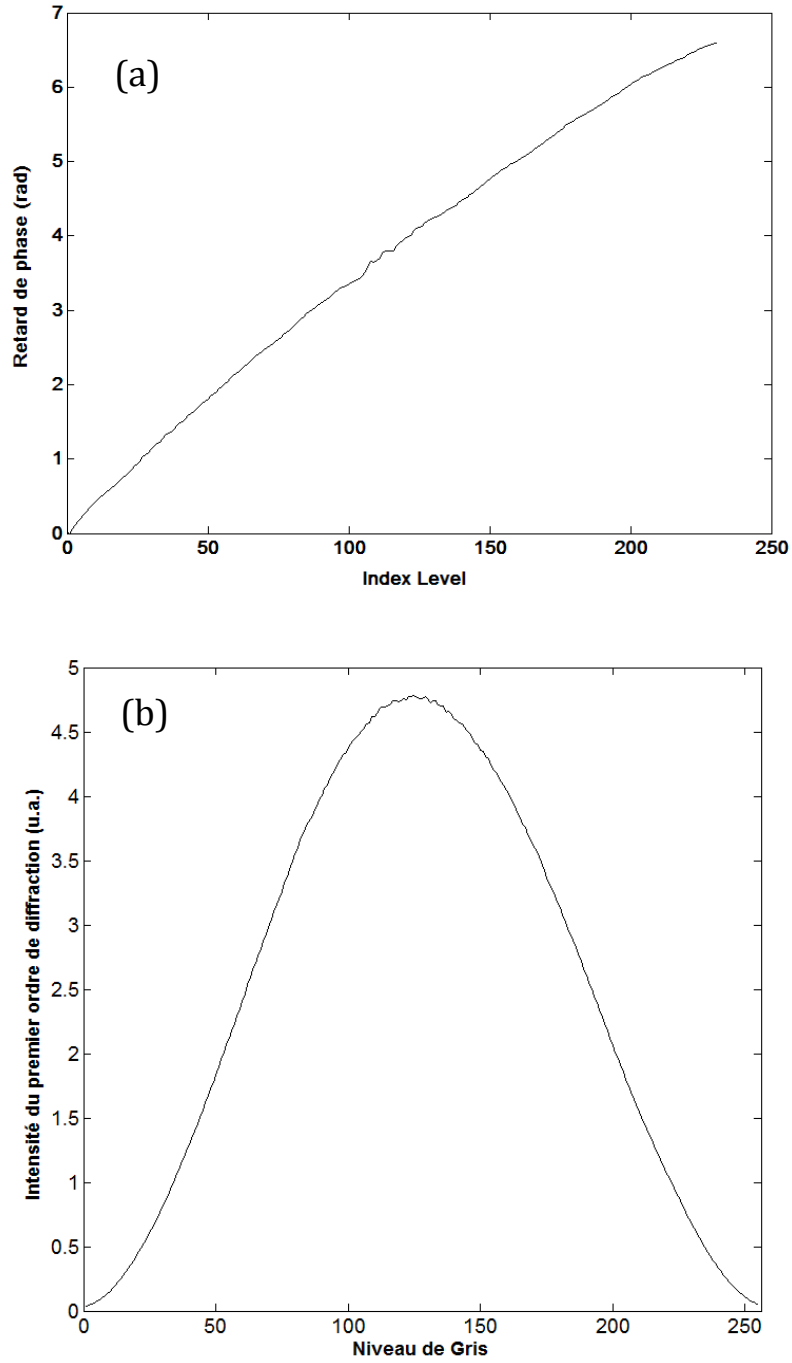 7
6
5
4
3
2
1
0
(a)
Retard de phase (rad)
0 50 100 150 200 250
Index Level
5
4.5
4
3.5
3
2.5
2
1.5
1
0.5
0
(b)
Intensité du premier ordre de diffraction (u.a.)
0 50 100 150 200 250
Niveau de Gris